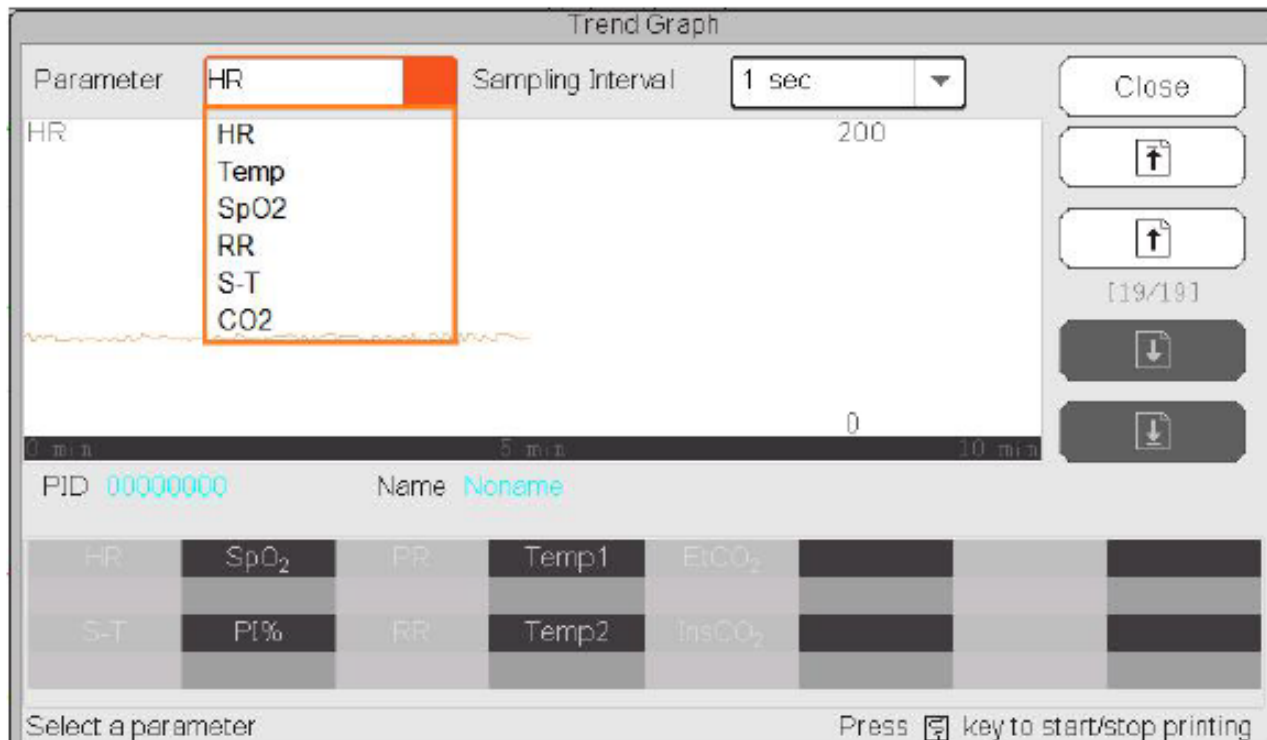 Trend Graph
Parameter HR Sampling Interval 1 sec Close
HR 200
HR
Temp
SpO2
RR
S-T
CO2
[19/19]
0
0 min 5 min 10 min
PID 00000000 Name Noname
HR SpO₂ PR Temp1 EtCO₂
S-T PI% RR Temp2 InsCO₂
Select a parameter Press key to start/stop printing